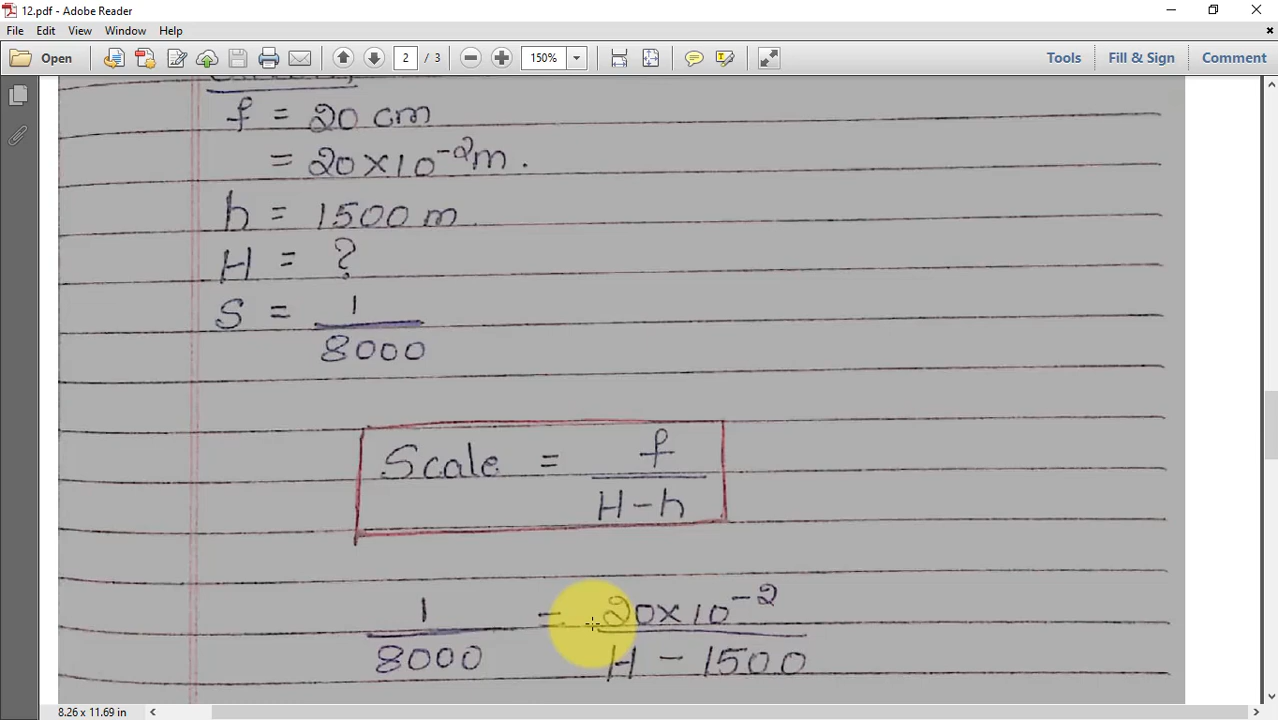 12.pdf - Adobe Reader
File Edit View Window Help
Open 2 / 3 150% Tools Fill & Sign Comment
f = 20 cm
= 20×10⁻²m.
h = 1500 m.
H = ?
S = 1
8000
Scale = f
H-h
1 = 20×10⁻²
8000 H - 1500
8.26 x 11.69 in